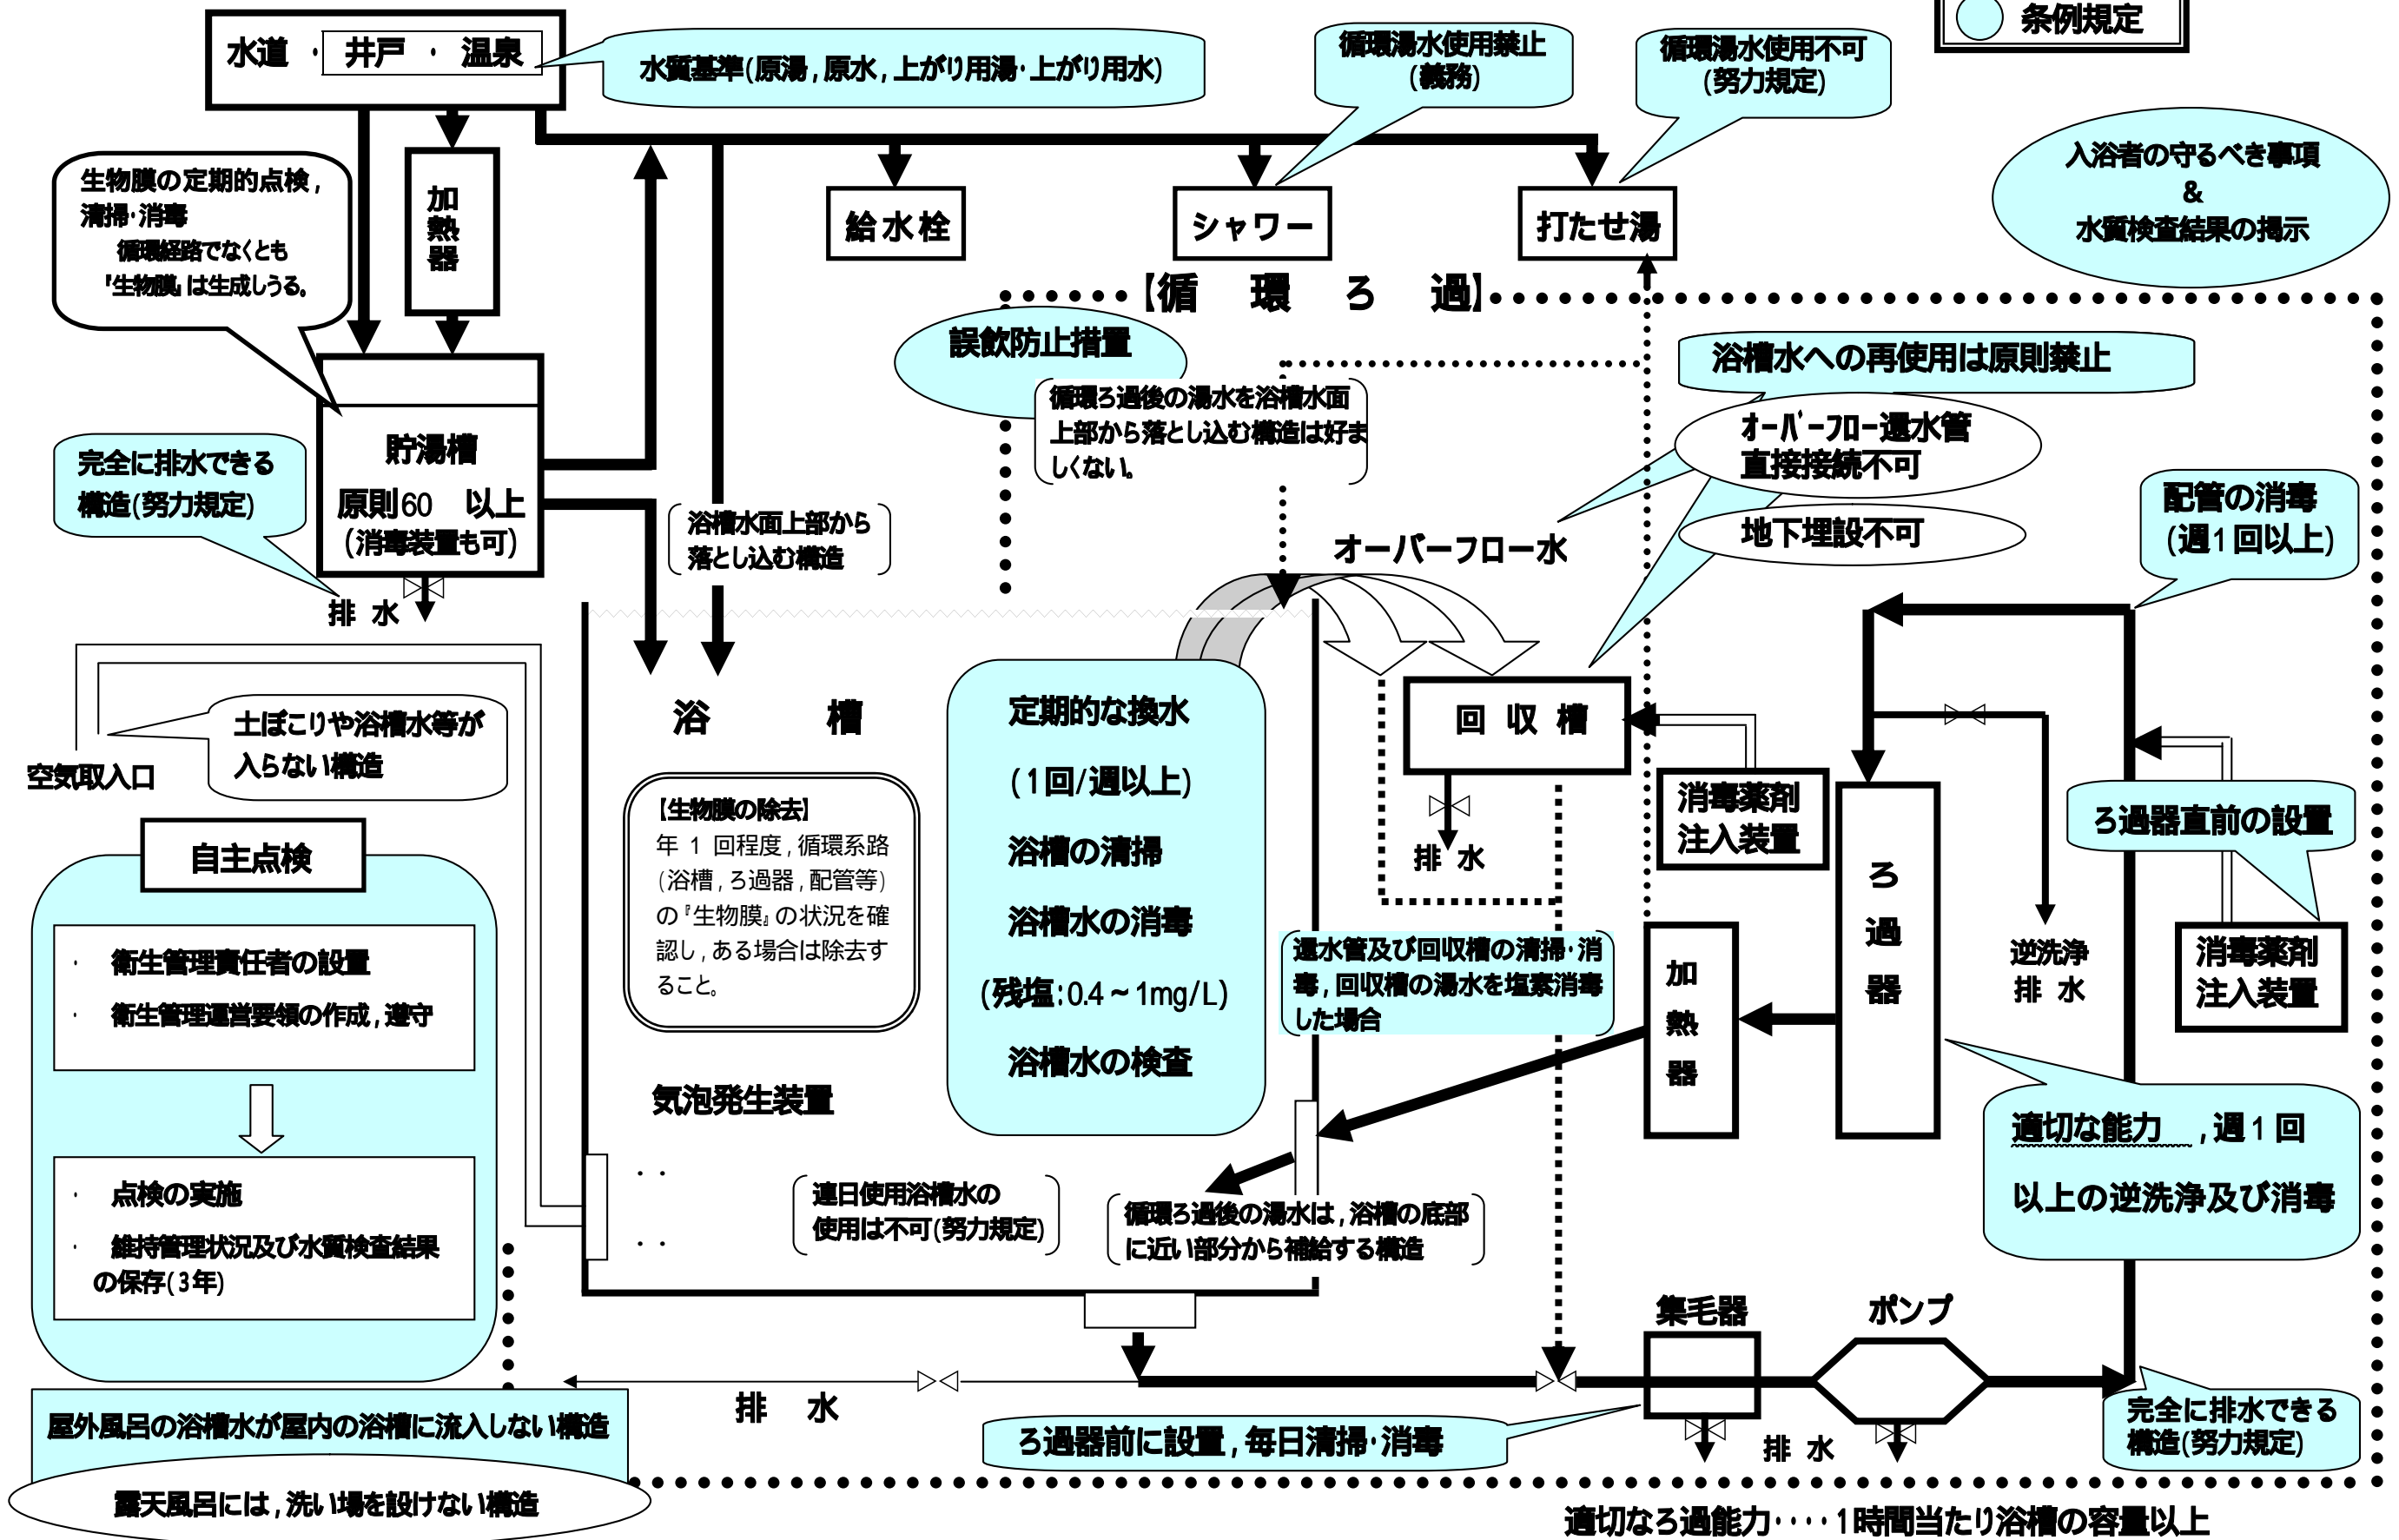 条例規定
水道・井戸・温泉
水質基準(原湯,原水,上がり用湯・上がり用水)
循環湯水使用禁止
(義務)
循環湯水使用不可
(努力規定)
入浴者の守るべき事項
&
水質検査結果の掲示
生物膜の定期的点検,
清掃・消毒
循環経路でなくとも
『生物膜』は生成しうる。
加熱器
給水栓
シャワー
打たせ湯
【循環ろ過】
誤飲防止措置
循環ろ過後の湯水を浴槽水面
上部から落とし込む構造は好ま
しくない。
浴槽水への再使用は原則禁止
オーバーフロー還水管
直接接続不可
地下埋設不可
配管の消毒
(週1回以上)
完全に排水できる
構造(努力規定)
貯湯槽
原則60 以上
(消毒装置も可)
排水
浴槽水面上部から
落とし込む構造
オーバーフロー水
土ぼこりや浴槽水等が
入らない構造
空気取入口
浴槽
定期的な換水
(1回/週以上)
浴槽の清掃
浴槽水の消毒
(残塩:0.4~1mg/L)
浴槽水の検査
回収槽
排水
消毒薬剤
注入装置
ろ過器直前の設置
【生物膜の除去】
年1回程度,循環系路
(浴槽,ろ過器,配管等)
の『生物膜』の状況を確
認し,ある場合は除去す
ること。
自主点検
・ 衛生管理責任者の設置
・ 衛生管理運営要領の作成,遵守
・ 点検の実施
・ 維持管理状況及び水質検査結果
の保存(3年)
還水管及び回収槽の清掃・消
毒,回収槽の湯水を塩素消毒
した場合
加熱器
ろ過器
逆洗浄
排水
消毒薬剤
注入装置
気泡発生装置
・・
・・
連日使用浴槽水の
使用は不可(努力規定)
循環ろ過後の湯水は,浴槽の底部
に近い部分から補給する構造
適切な能力 ,週1回
以上の逆洗浄及び消毒
集毛器
ポンプ
排水
ろ過器前に設置,毎日清掃・消毒
排水
完全に排水できる
構造(努力規定)
屋外風呂の浴槽水が屋内の浴槽に流入しない構造
露天風呂には,洗い場を設けない構造
適切なろ過能力・・・・1時間当たり浴槽の容量以上